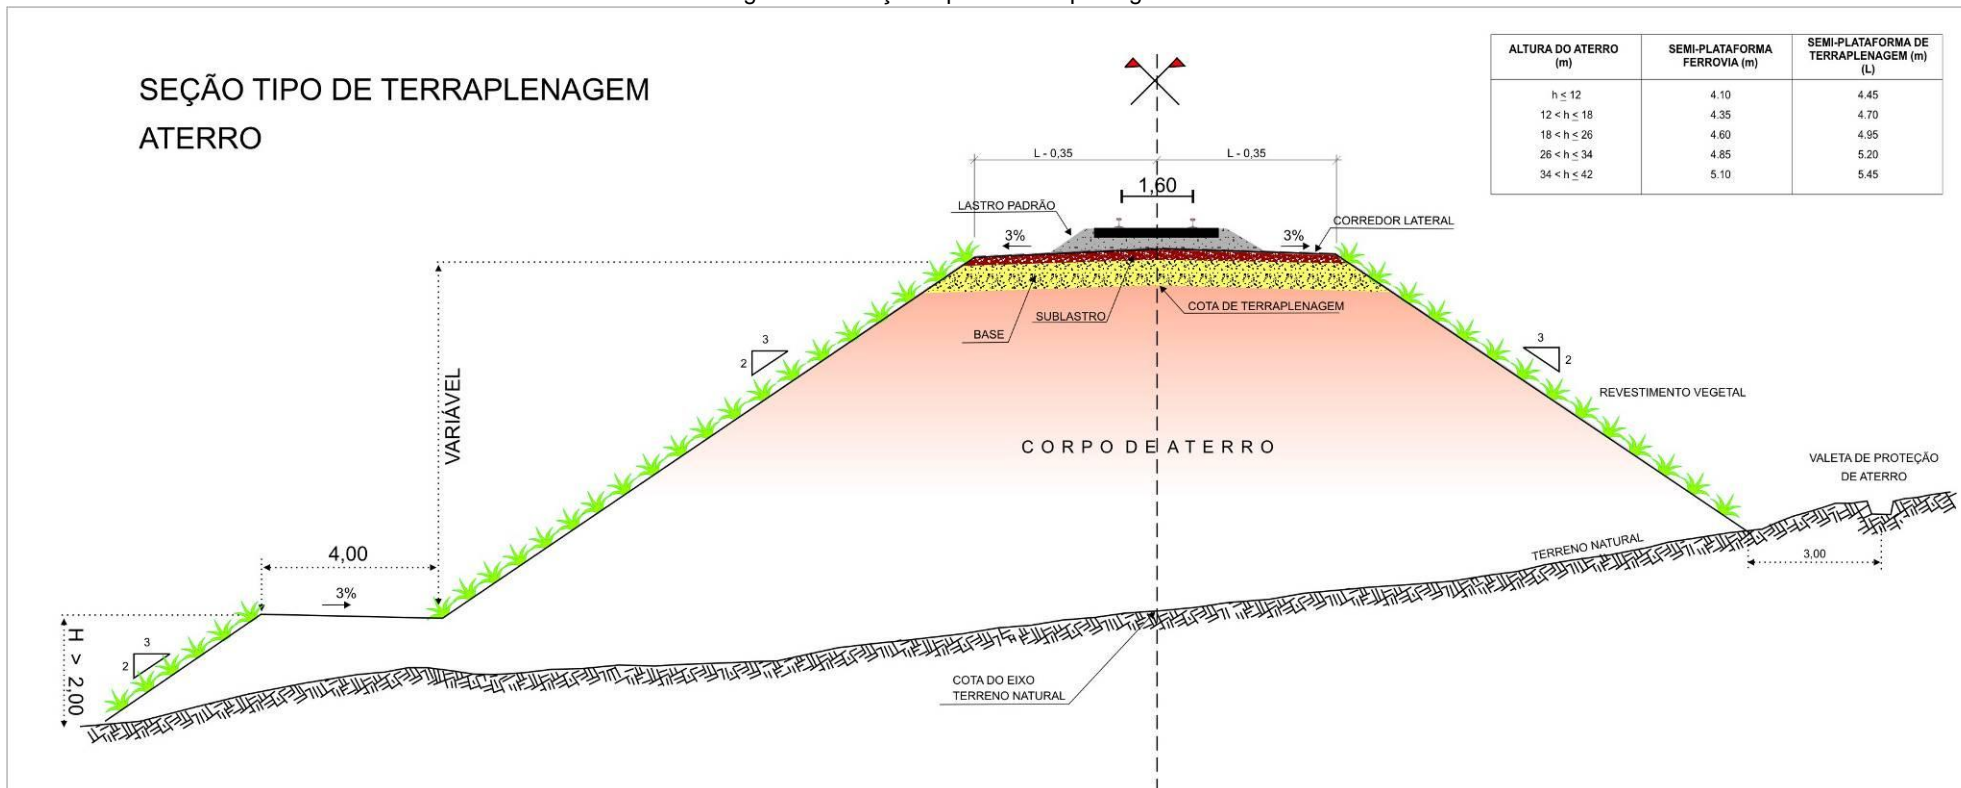 SEÇÃO TIPO DE TERRAPLENAGEM
ATERRO
ALTURA DO ATERRO (m)
SEMI-PLATAFORMA FERROVIA (m)
SEMI-PLATAFORMA DE TERRAPLENAGEM (m) (L)
h ≤ 12 4.10 4.45
12 < h ≤ 18 4.35 4.70
18 < h ≤ 26 4.60 4.95
26 < h ≤ 34 4.85 5.20
34 < h ≤ 42 5.10 5.45
L - 0,35
L - 0,35
1,60
LASTRO PADRÃO
CORREDOR LATERAL
3%
3%
COTA DE TERRAPLENAGEM
SUBLASTRO
BASE
3
2
3
2
VARIÁVEL
REVESTIMENTO VEGETAL
CORPO DE ATERRO
VALETA DE PROTEÇÃO
DE ATERRO
TERRENO NATURAL
3,00
4,00
3%
H > 2,00
3
2
COTA DO EIXO
TERRENO NATURAL